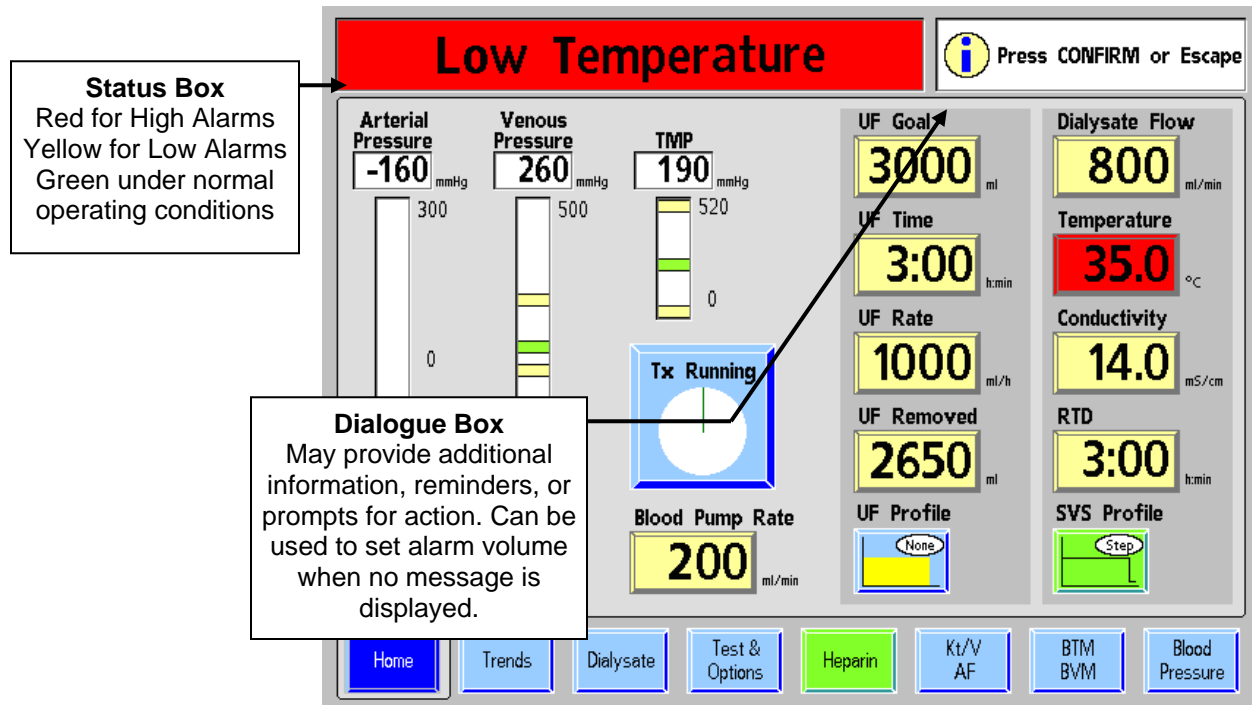 Low Temperature
Press CONFIRM or Escape
Status Box
Red for High Alarms
Yellow for Low Alarms
Green under normal
operating conditions
Arterial
Pressure
-160 mmHg
300
0
Venous
Pressure
260 mmHg
500
TMP
190 mmHg
520
0
Tx Running
Dialogue Box
May provide additional
information, reminders, or
prompts for action. Can be
used to set alarm volume
when no message is
displayed.
Blood Pump Rate
200 ml/min
UF Goal
3000 ml
UF Time
3:00 h:min
UF Rate
1000 ml/h
UF Removed
2650 ml
UF Profile
None
Dialysate Flow
800 ml/min
Temperature
35.0 °C
Conductivity
14.0 mS/cm
RTD
3:00 h:min
SVS Profile
Step
Home
Trends
Dialysate
Test &
Options
Heparin
Kt/V
AF
BTM
BVM
Blood
Pressure